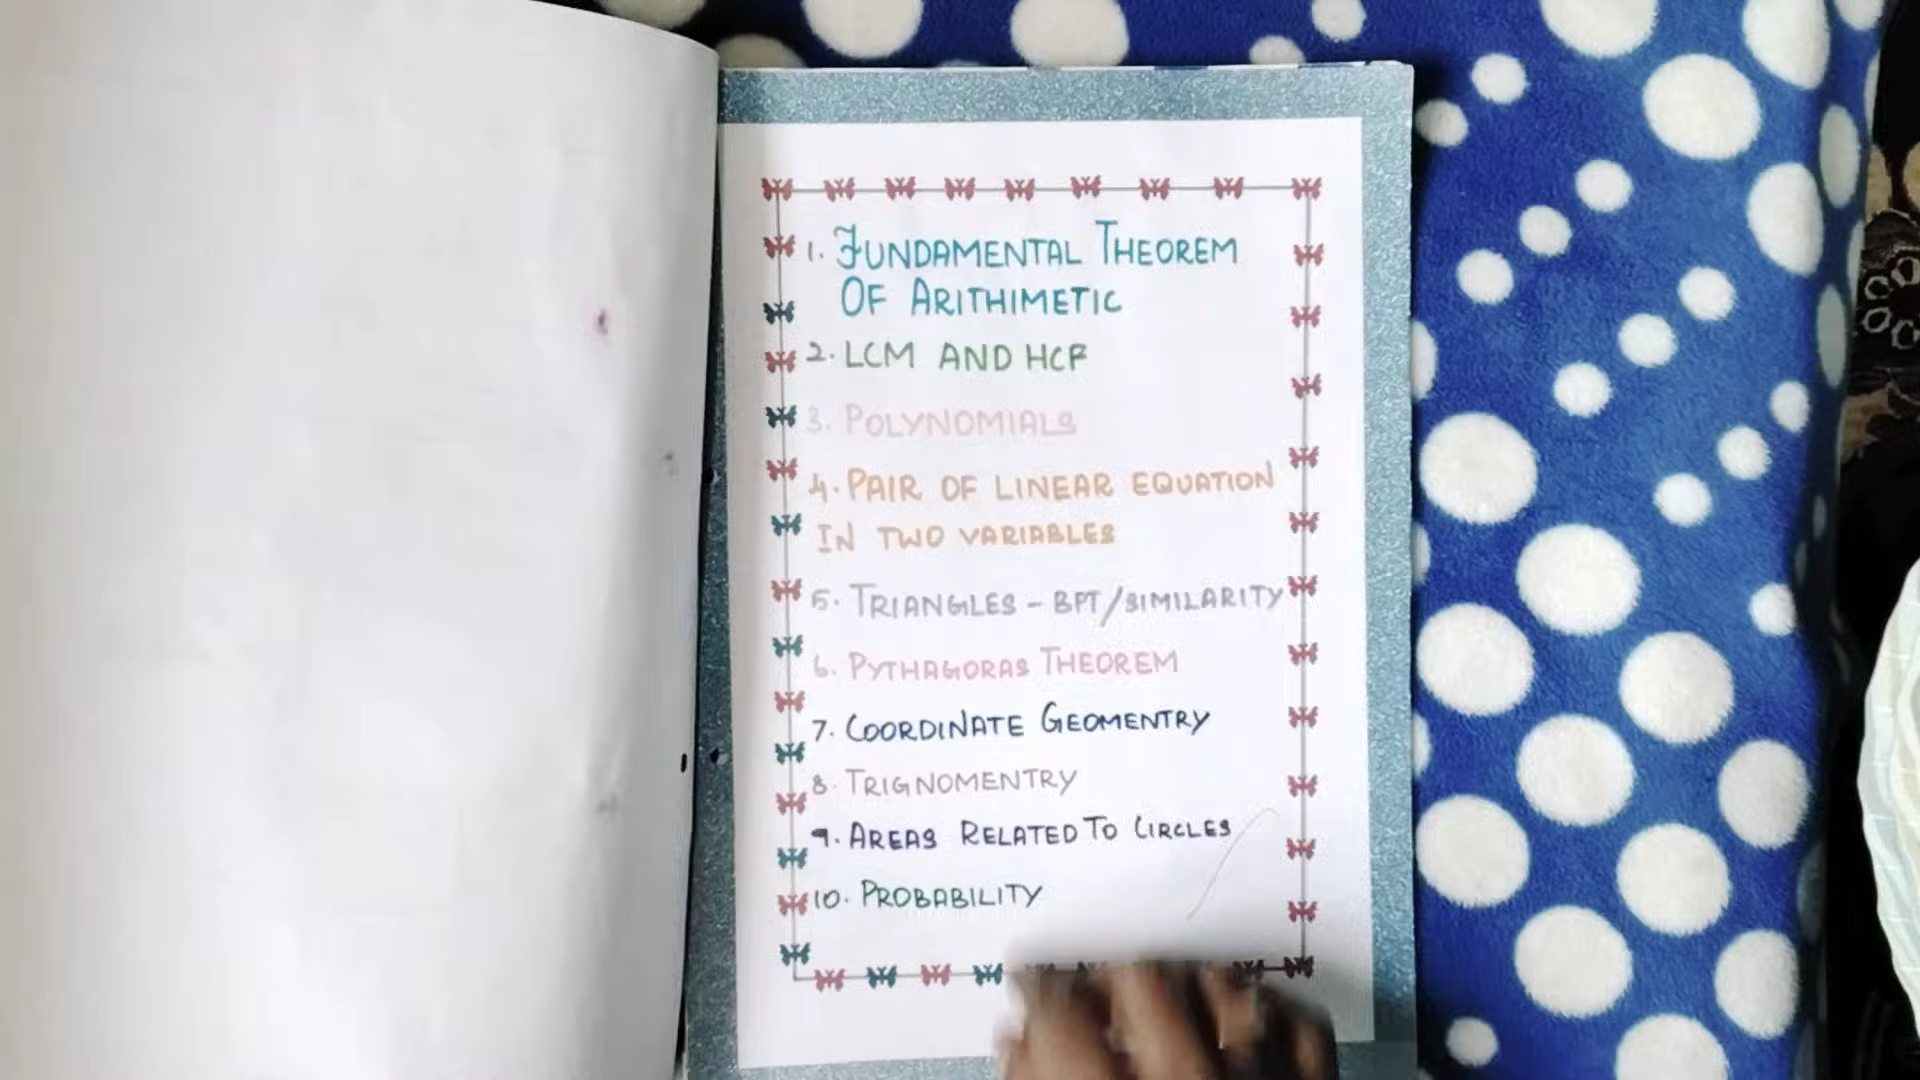 1. FUNDAMENTAL THEOREM
OF ARITHIMETIC
2. LCM AND HCF
3. POLYNOMIALS
4. PAIR OF LINEAR EQUATION
IN TWO VARIABLES
5. TRIANGLES - BPT/SIMILARITY
6. PYTHAGORAS THEOREM
7. COORDINATE GEOMENTRY
8. TRIGNOMENTRY
9. AREAS RELATED TO CIRCLES
10. PROBABILITY